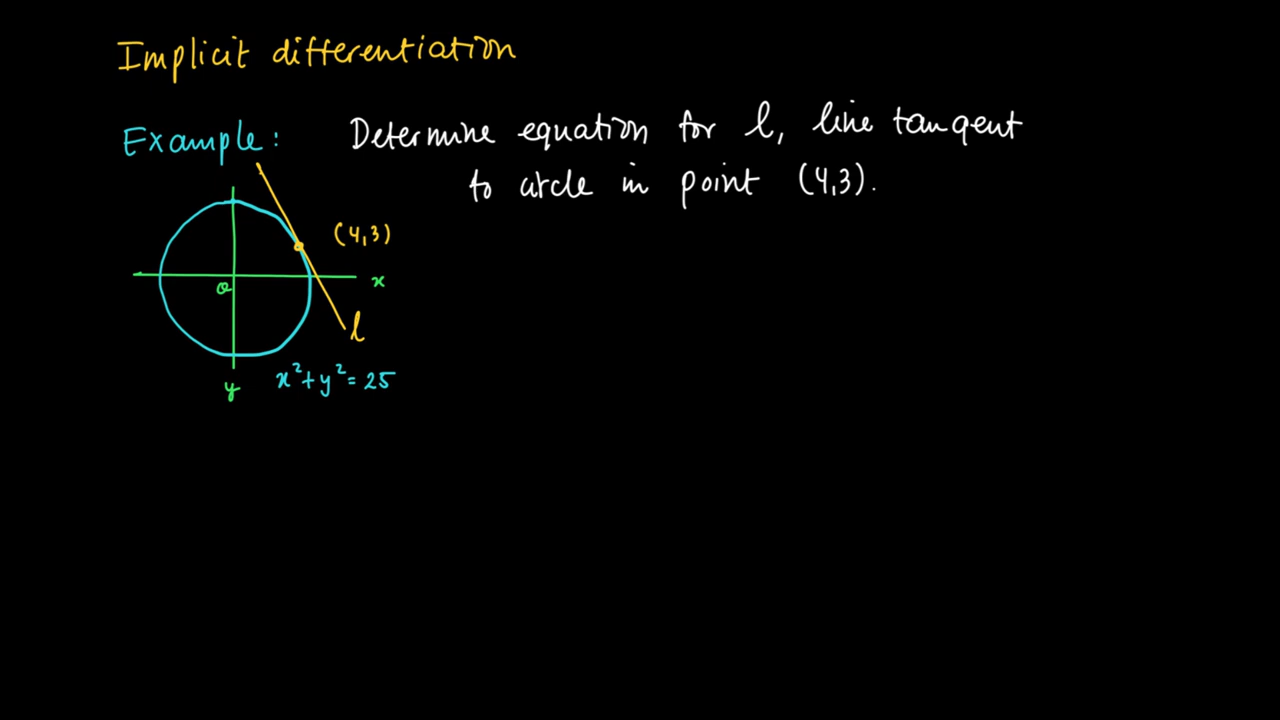 Implicit differentiation
Example:
Determine equation for l, line tangent
to circle in point (4,3).
(4,3)
0
x
l
y
x²+y²=25